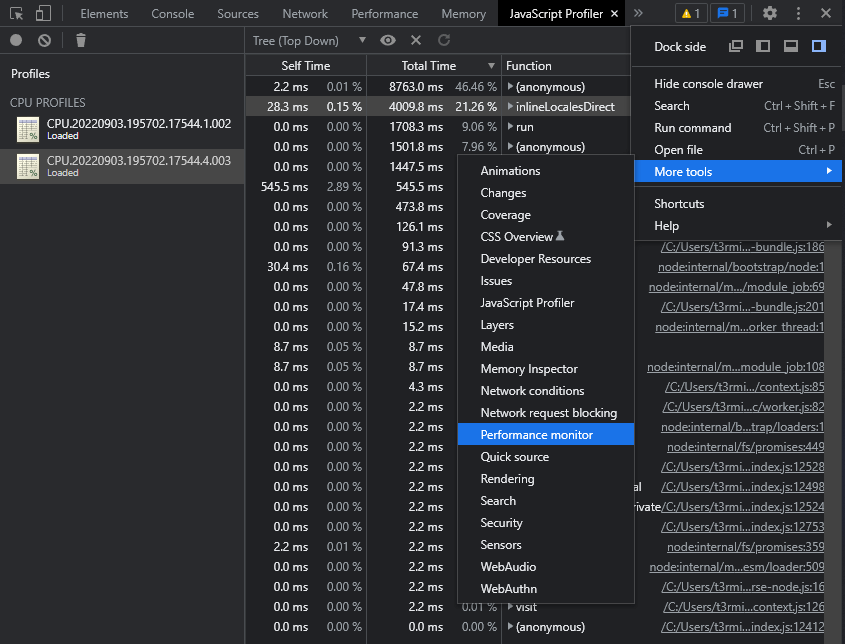 Elements Console Sources Network Performance Memory JavaScript Profiler × » 1 1
Tree (Top Down)
Dock side
Profiles
CPU PROFILES
CPU.20220903.195702.17544.1.002
Loaded
CPU.20220903.195702.17544.4.003
Loaded
Self Time Total Time Function
2.2 ms 0.01 % 8763.0 ms 46.46 % (anonymous)
28.3 ms 0.15 % 4009.8 ms 21.26 % inlineLocalesDirect
0.0 ms 0.00 % 1708.3 ms 9.06 % run
0.0 ms 0.00 % 1501.8 ms 7.96 % (anonymous)
0.0 ms 0.00 % 1447.5 ms
545.5 ms 2.89 % 545.5 ms
0.0 ms 0.00 % 473.8 ms
0.0 ms 0.00 % 126.1 ms
0.0 ms 0.00 % 91.3 ms /C:/Users/t3rmi…-bundle.js:186
30.4 ms 0.16 % 67.4 ms node:internal/bootstrap/node:1
0.0 ms 0.00 % 47.8 ms node:internal/m…/module_job:69
0.0 ms 0.00 % 17.4 ms /C:/Users/t3rmi…-bundle.js:201
0.0 ms 0.00 % 15.2 ms node:internal/m…orker_thread:1
8.7 ms 0.05 % 8.7 ms
8.7 ms 0.05 % 8.7 ms node:internal/m…module_job:108
0.0 ms 0.00 % 4.3 ms /C:/Users/t3rmi…/context.js:85
0.0 ms 0.00 % 2.2 ms /C:/Users/t3rmi…c/worker.js:82
0.0 ms 0.00 % 2.2 ms node:internal/b…trap/loaders:1
0.0 ms 0.00 % 2.2 ms node:internal/fs/promises:449
0.0 ms 0.00 % 2.2 ms /C:/Users/t3rmi…index.js:12528
0.0 ms 0.00 % 2.2 ms al /C:/Users/t3rmi…index.js:12498
0.0 ms 0.00 % 2.2 ms rivate /C:/Users/t3rmi…index.js:12524
0.0 ms 0.00 % 2.2 ms /C:/Users/t3rmi…index.js:12753
2.2 ms 0.01 % 2.2 ms node:internal/fs/promises:359
0.0 ms 0.00 % 2.2 ms node:internal/m…esm/loader:509
0.0 ms 0.00 % 2.2 ms /C:/Users/t3rmi…rse-node.js:16
0.0 ms 0.00 % 2.2 ms 0.01 % visit /C:/Users/t3rmi…context.js:126
0.0 ms 0.00 % 0.0 ms 0.00 % (anonymous) /C:/Users/t3rmi…index.js:12412
Hide console drawer Esc
Search Ctrl + Shift + F
Run command Ctrl + Shift + P
Open file Ctrl + P
More tools
Shortcuts
Help
Animations
Changes
Coverage
CSS Overview
Developer Resources
Issues
JavaScript Profiler
Layers
Media
Memory Inspector
Network conditions
Network request blocking
Performance monitor
Quick source
Rendering
Search
Security
Sensors
WebAudio
WebAuthn